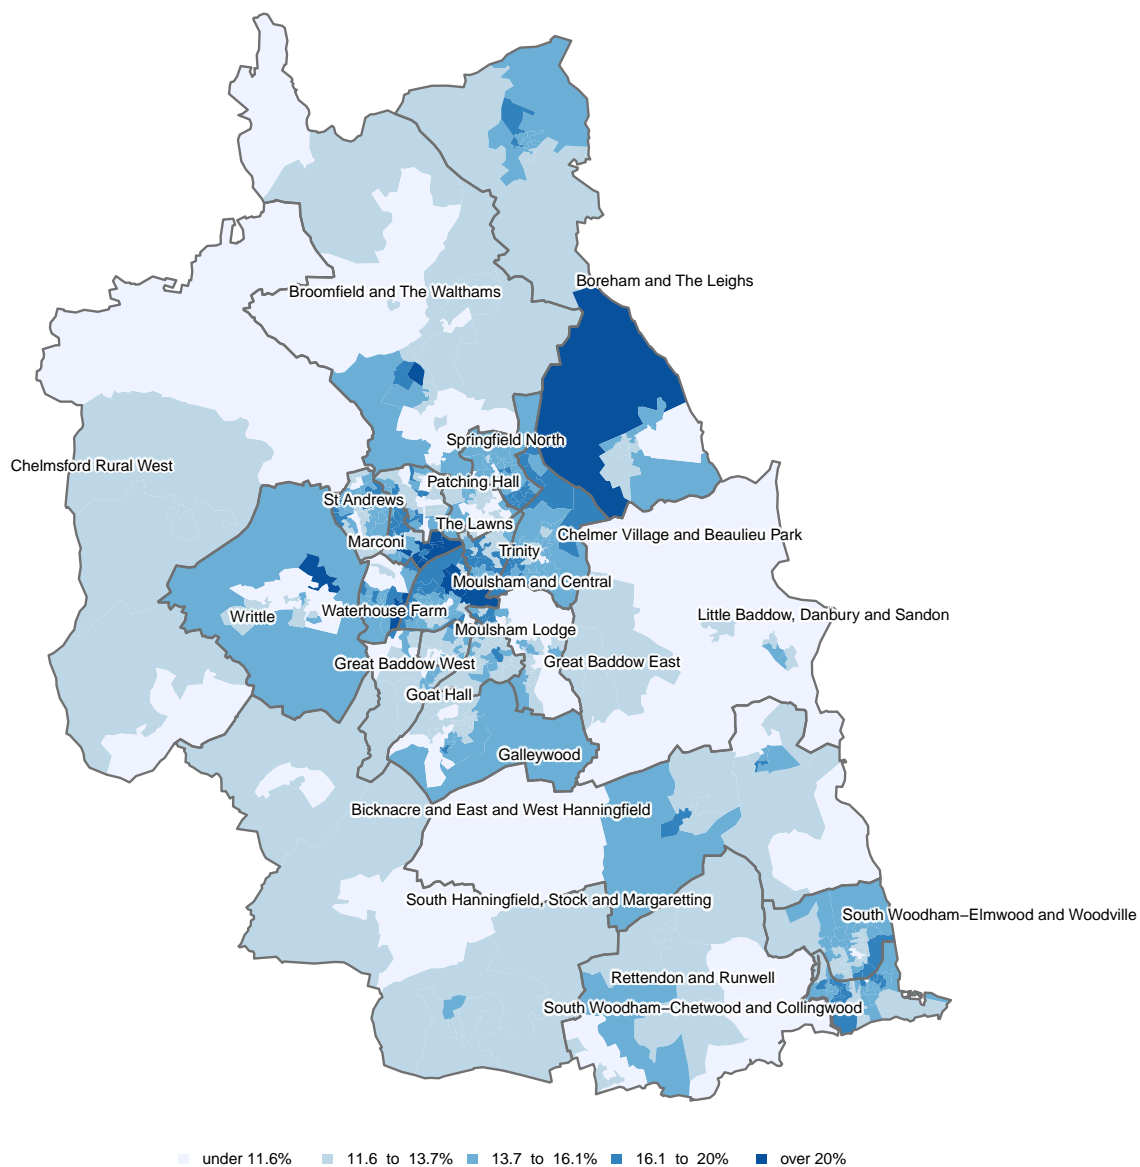 Boreham and The Leighs
Broomfield and The Walthams
Springfield North
Chelmsford Rural West
Patching Hall
St Andrews
The Lawns
Chelmer Village and Beaulieu Park
Marconi
Trinity
Moulsham and Central
Waterhouse Farm
Little Baddow, Danbury and Sandon
Writtle
Moulsham Lodge
Great Baddow West
Great Baddow East
Goat Hall
Galleywood
Bicknacre and East and West Hanningfield
South Hanningfield, Stock and Margaretting
South Woodham−Elmwood and Woodville
Rettendon and Runwell
South Woodham−Chetwood and Collingwood
under 11.6% 11.6 to 13.7% 13.7 to 16.1% 16.1 to 20% over 20%